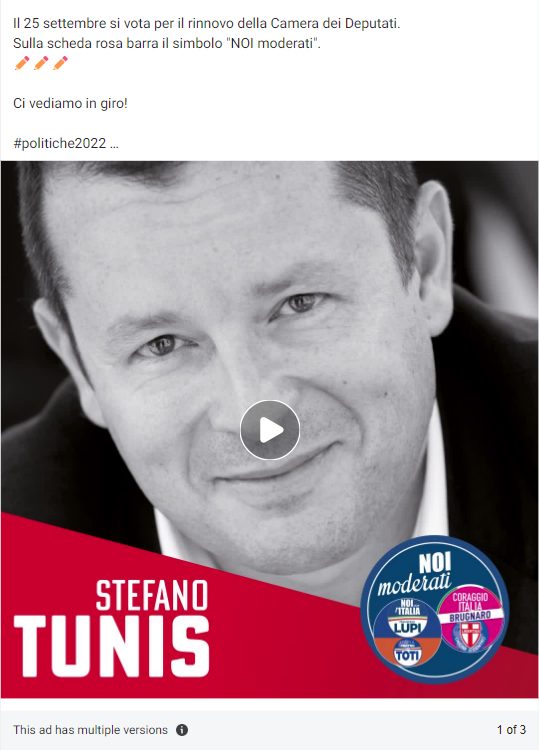 Il 25 settembre si vota per il rinnovo della Camera dei Deputati.
Sulla scheda rosa barra il simbolo "NOI moderati".
Ci vediamo in giro!
#politiche2022 ...
STEFANO
TUNIS
NOI
moderati
NOI
L'ITALIA
LUPI
TOTI
CORAGGIO
ITALIA
BRUGNARO
This ad has multiple versions
1 of 3